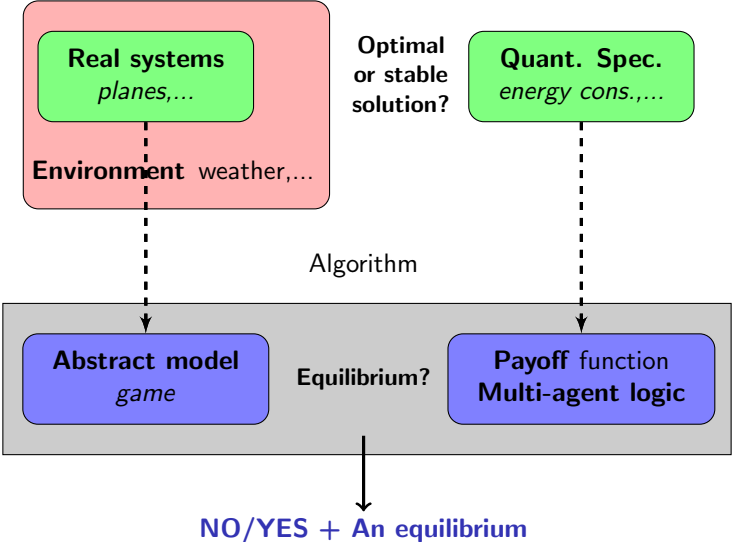 Real systems
planes,...
Environment weather,...
Optimal
or stable
solution?
Quant. Spec.
energy cons.,...
Algorithm
Abstract model
game
Equilibrium?
Payoff function
Multi-agent logic
NO/YES + An equilibrium